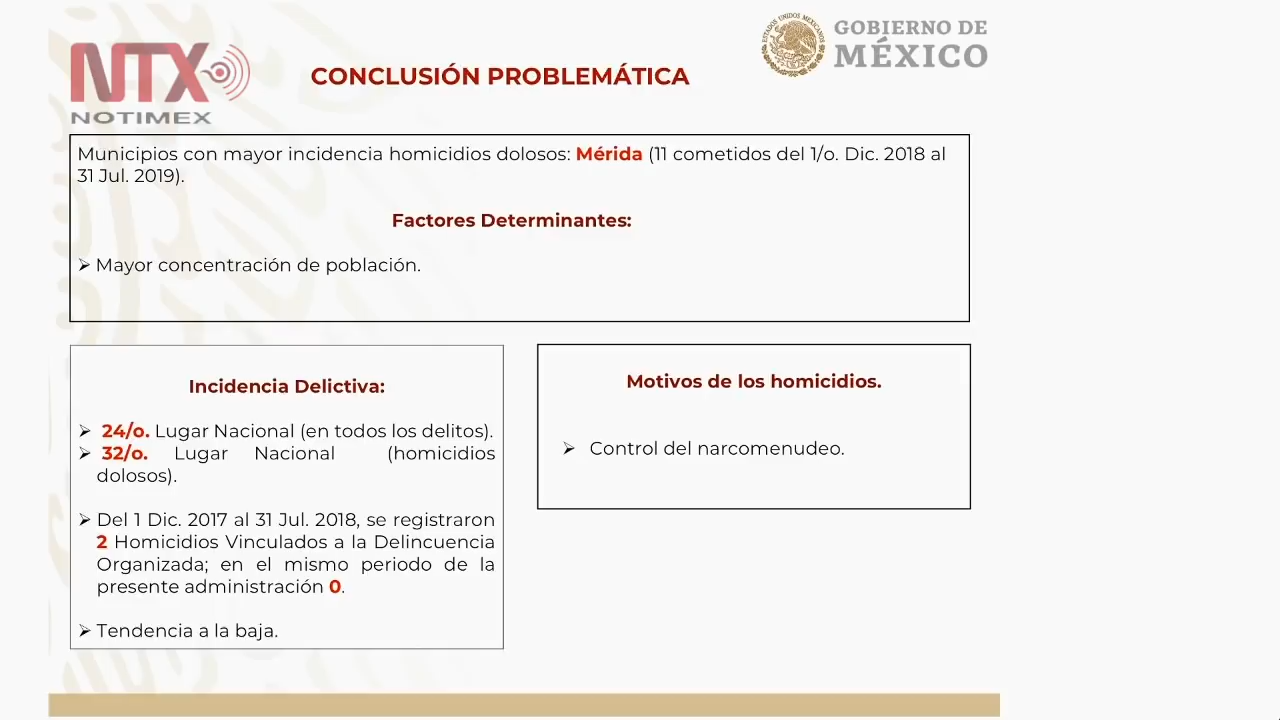 NTX
NOTIMEX
CONCLUSIÓN PROBLEMÁTICA
ESTADOS UNIDOS MEXICANOS
GOBIERNO DE
MÉXICO
Municipios con mayor incidencia homicidios dolosos: Mérida (11 cometidos del 1/o. Dic. 2018 al
31 Jul. 2019).
Factores Determinantes:
➢ Mayor concentración de población.
Incidencia Delictiva:
➢ 24/o. Lugar Nacional (en todos los delitos).
➢ 32/o. Lugar Nacional (homicidios
dolosos).
➢ Del 1 Dic. 2017 al 31 Jul. 2018, se registraron
2 Homicidios Vinculados a la Delincuencia
Organizada; en el mismo periodo de la
presente administración 0.
➢ Tendencia a la baja.
Motivos de los homicidios.
➢ Control del narcomenudeo.